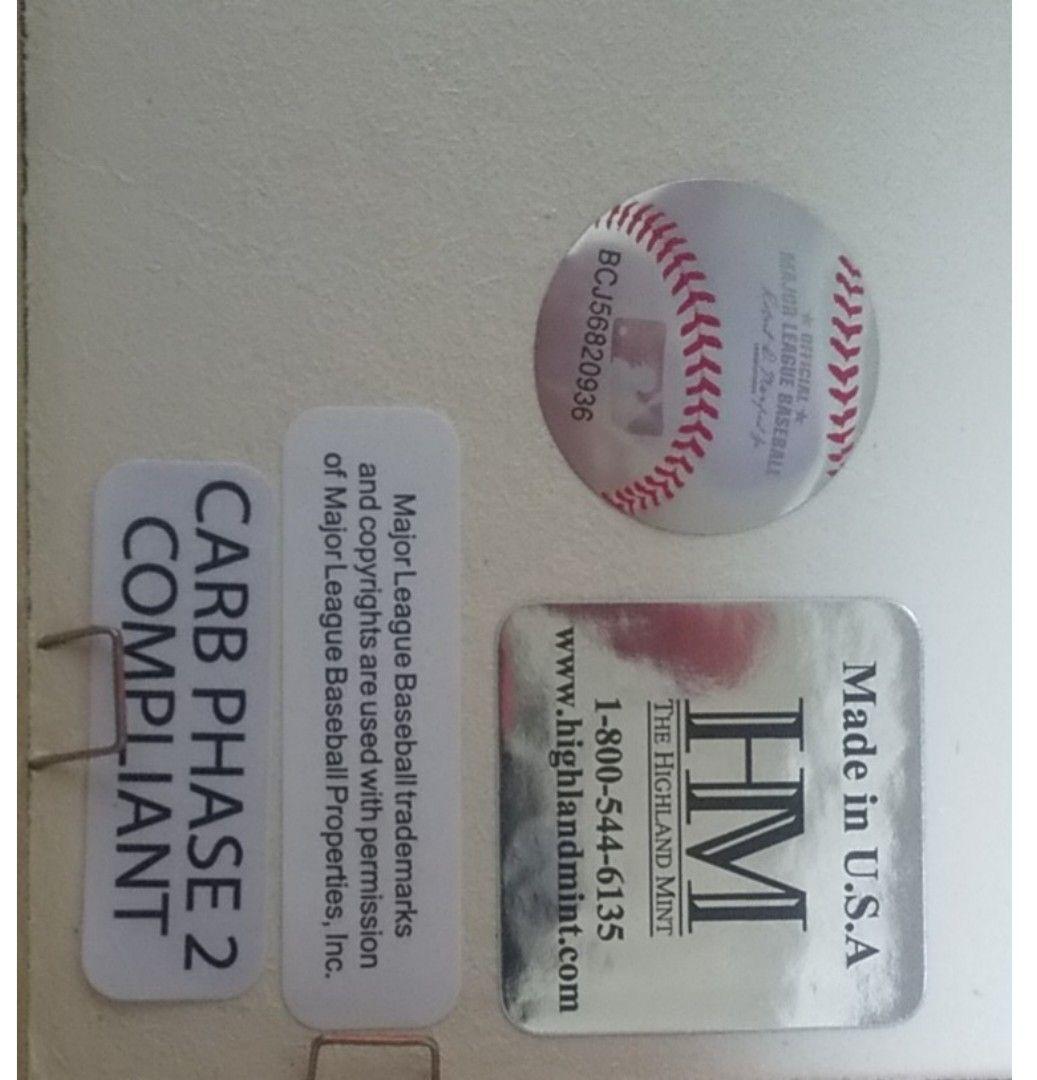 ★ OFFICIAL ★
MAJOR LEAGUE BASEBALL
BCJ56820936
Made in U.S.A
HM
THE HIGHLAND MINT
1-800-544-6135
www.highlandmint.com
Major League Baseball trademarks
and copyrights are used with permission
of Major League Baseball Properties, Inc.
CARB PHASE 2
COMPLIANT